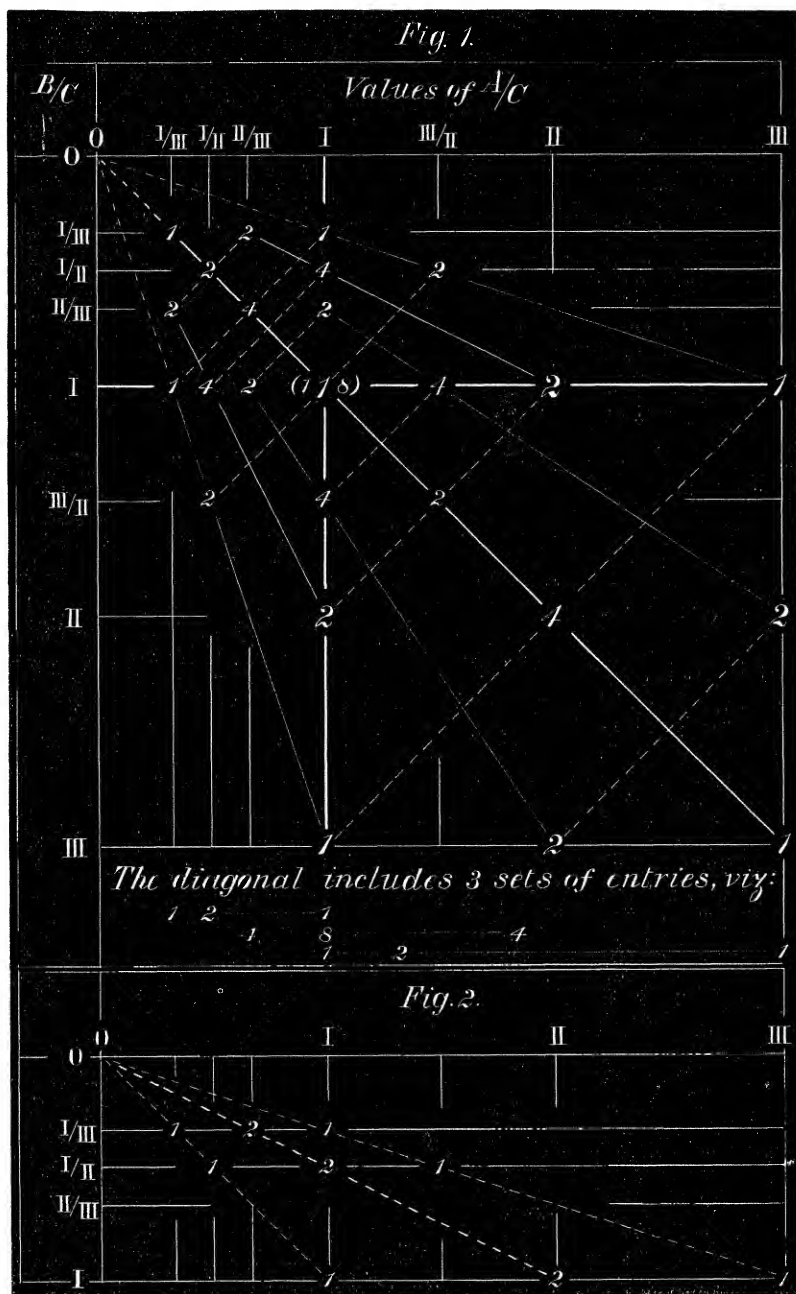 Fig. 1.
B/C Values of A/C
0 I/III I/II II/III I III/II II III
0
I/III 1 2 1
I/II 2 4 2
II/III 2 4 2
I 1 4 2 (1 1 8) 4 2 1
III/II 2 4 2
II 2 4 2
III 1 2 1
The diagonal includes 3 sets of entries, viz:
1 2 1
4 8 4
1 2 1
Fig. 2.
0 I II III
0
I/III 1 2 1
I/II 1 2 1
II/III
I 1 2 1